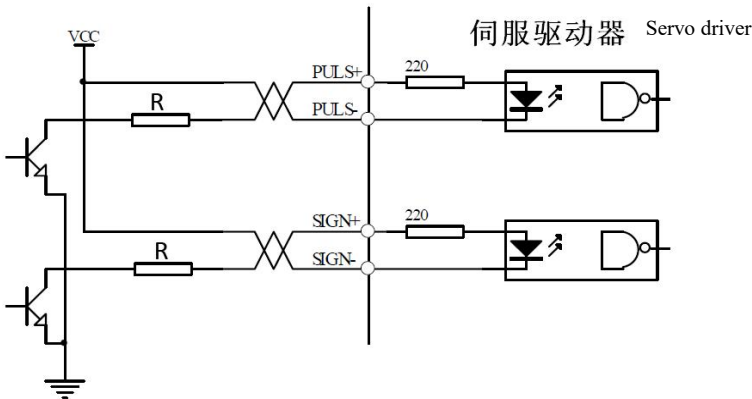 伺服驱动器 Servo driver
VCC
PULS+
220
R
PULS-
SIGN+
220
R
SIGN-